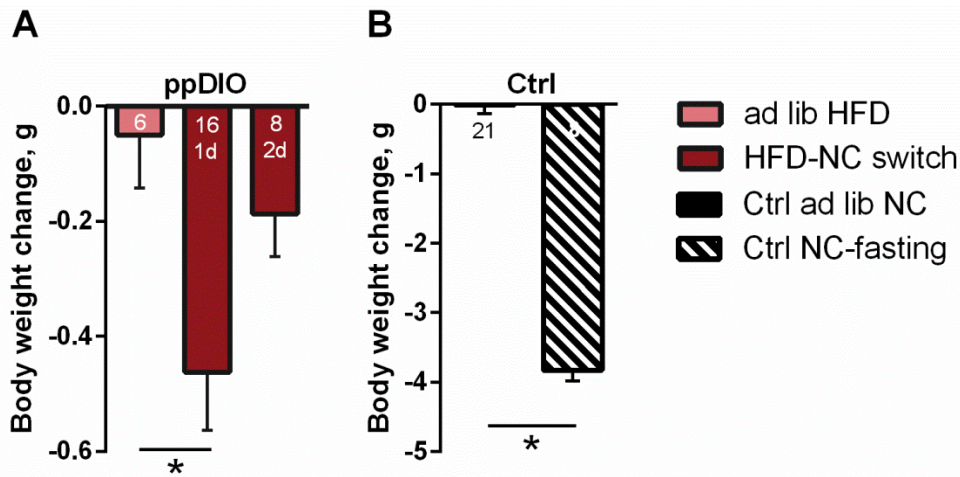 A
ppDIO
Body weight change, g
0.0
-0.2
-0.4
-0.6
6
16
1d
8
2d
*
B
Ctrl
Body weight change, g
0
-1
-2
-3
-4
-5
21
*
ad lib HFD
HFD-NC switch
Ctrl ad lib NC
Ctrl NC-fasting